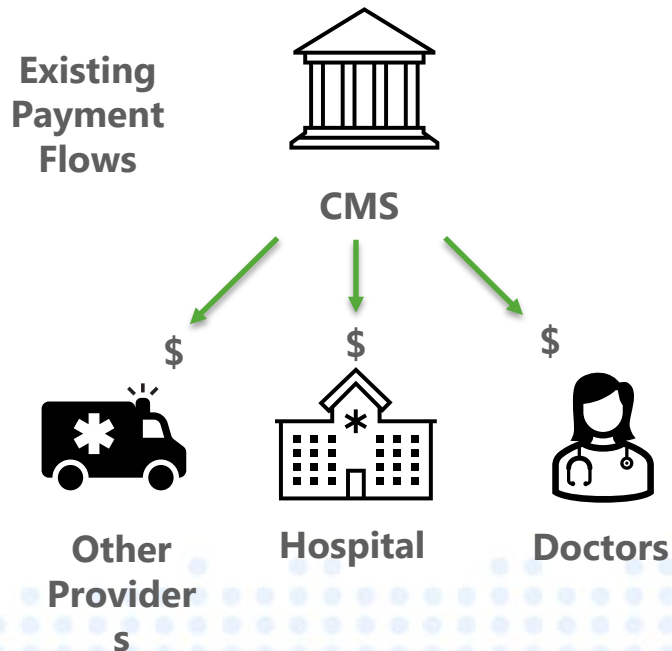 Existing
Payment
Flows
CMS
$
$
$
Other
Provider
s
Hospital
Doctors